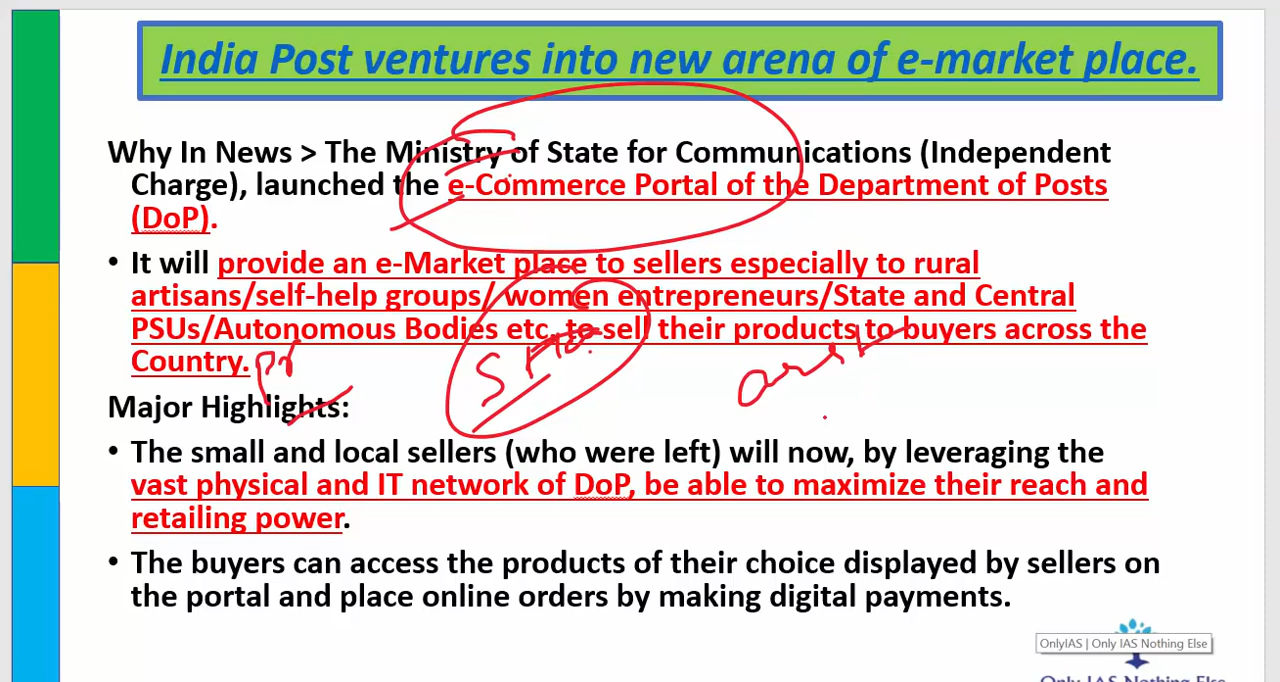 India Post ventures into new arena of e-market place.
Why In News > The Ministry of State for Communications (Independent
Charge), launched the e-Commerce Portal of the Department of Posts
(DoP).
• It will provide an e-Market place to sellers especially to rural
artisans/self-help groups/ women entrepreneurs/State and Central
PSUs/Autonomous Bodies etc. to sell their products to buyers across the
Country.
Major Highlights:
• The small and local sellers (who were left) will now, by leveraging the
vast physical and IT network of DoP, be able to maximize their reach and
retailing power.
• The buyers can access the products of their choice displayed by sellers on
the portal and place online orders by making digital payments.
OnlyIAS | Only IAS Nothing Else
Only IAS Nothing Else